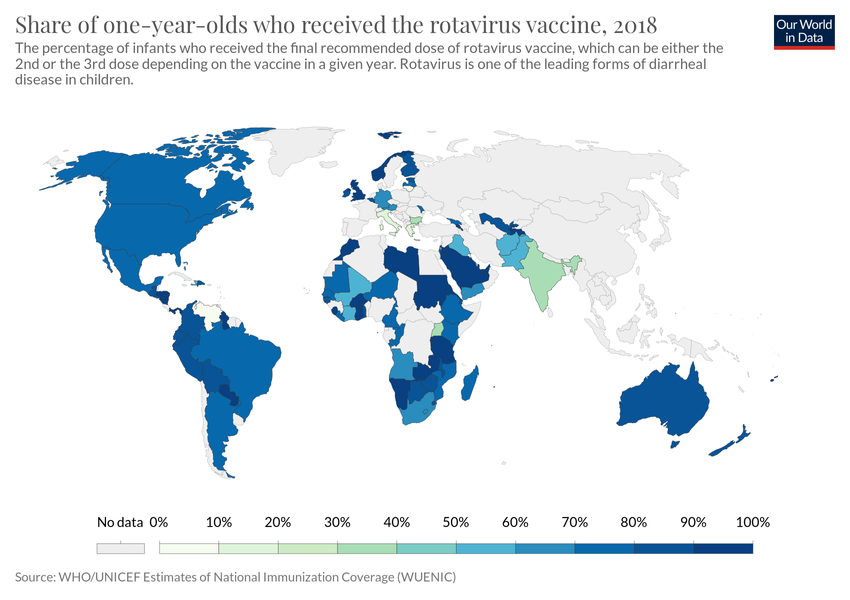 Share of one-year-olds who received the rotavirus vaccine, 2018
Our World
in Data
The percentage of infants who received the final recommended dose of rotavirus vaccine, which can be either the
2nd or the 3rd dose depending on the vaccine in a given year. Rotavirus is one of the leading forms of diarrheal
disease in children.
No data 0% 10% 20% 30% 40% 50% 60% 70% 80% 90% 100%
Source: WHO/UNICEF Estimates of National Immunization Coverage (WUENIC)